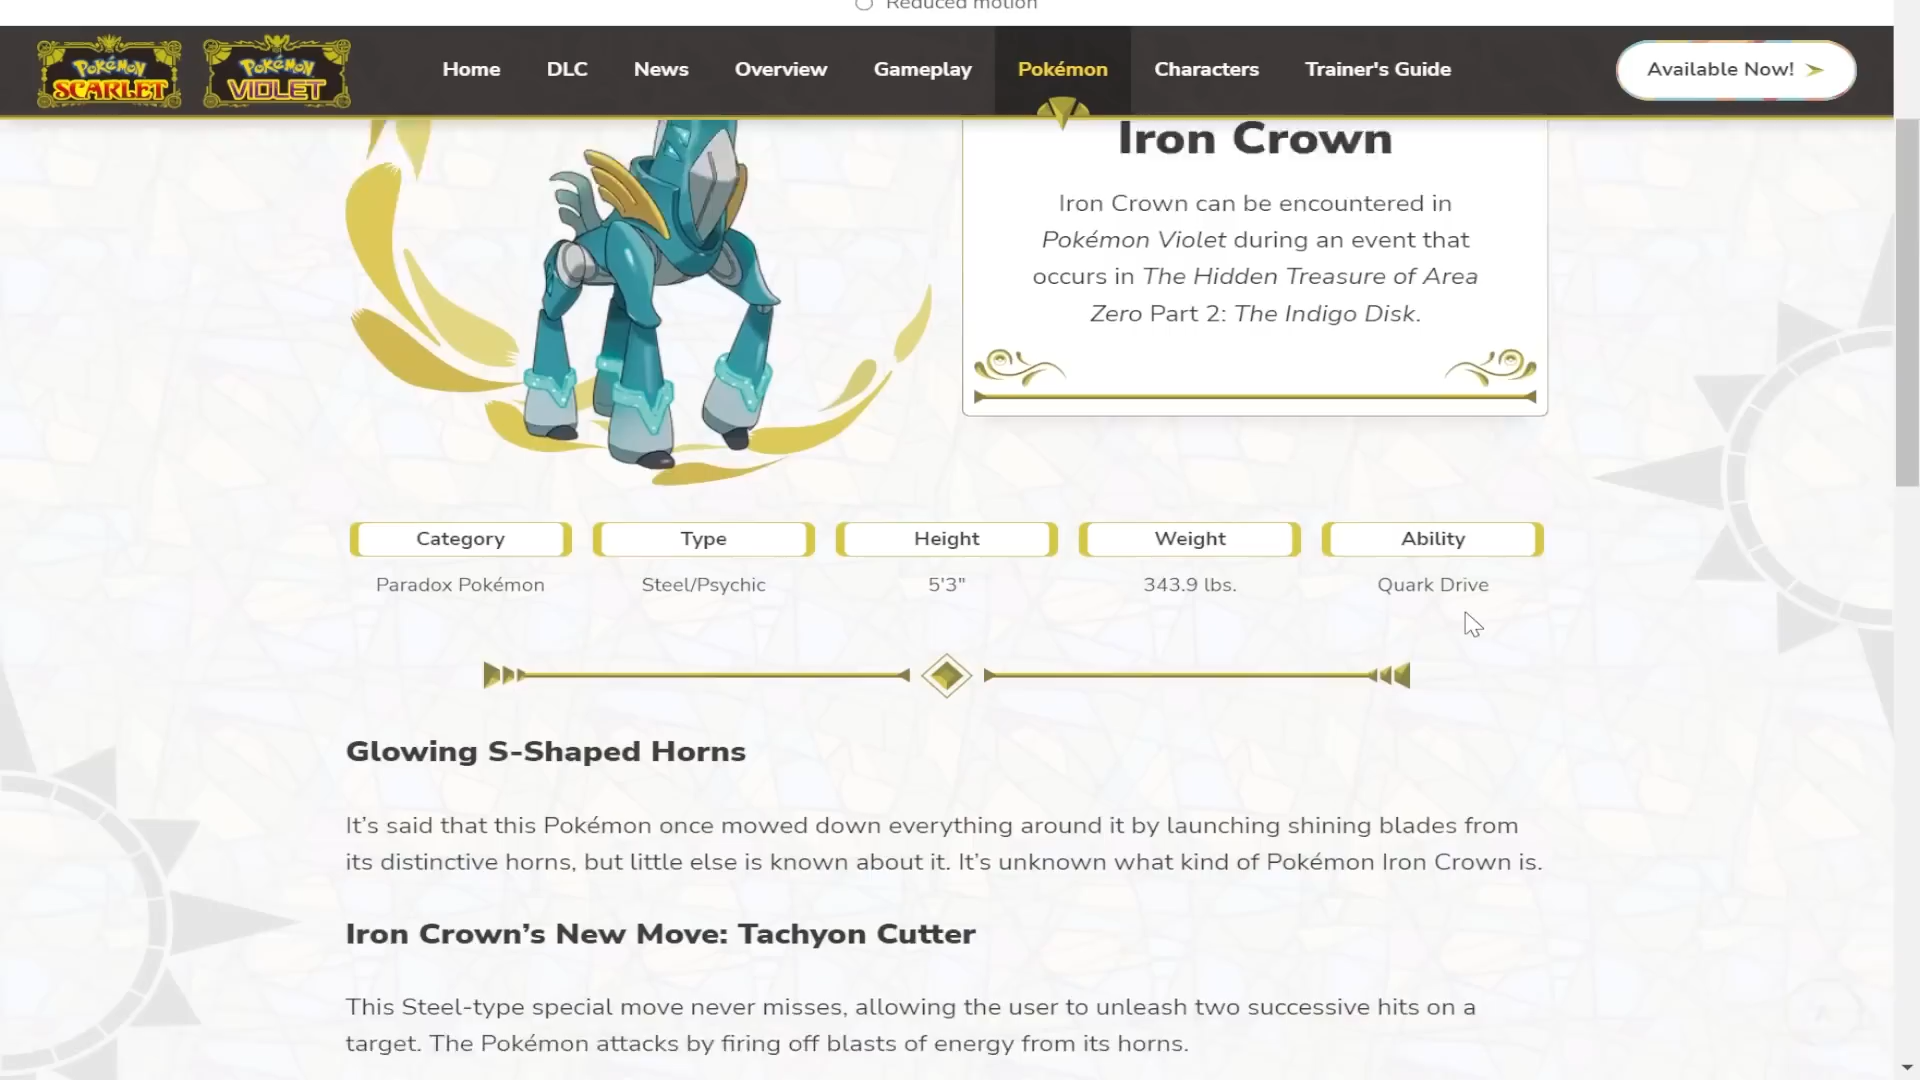 Reduced motion
Pokémon
SCARLET
Pokémon
VIOLET
Home
DLC
News
Overview
Gameplay
Pokémon
Characters
Trainer's Guide
Available Now!
Iron Crown
Iron Crown can be encountered in
Pokémon Violet during an event that
occurs in The Hidden Treasure of Area
Zero Part 2: The Indigo Disk.
Category
Type
Height
Weight
Ability
Paradox Pokémon
Steel/Psychic
5'3"
343.9 lbs.
Quark Drive
Glowing S-Shaped Horns
It’s said that this Pokémon once mowed down everything around it by launching shining blades from
its distinctive horns, but little else is known about it. It’s unknown what kind of Pokémon Iron Crown is.
Iron Crown’s New Move: Tachyon Cutter
This Steel-type special move never misses, allowing the user to unleash two successive hits on a
target. The Pokémon attacks by firing off blasts of energy from its horns.